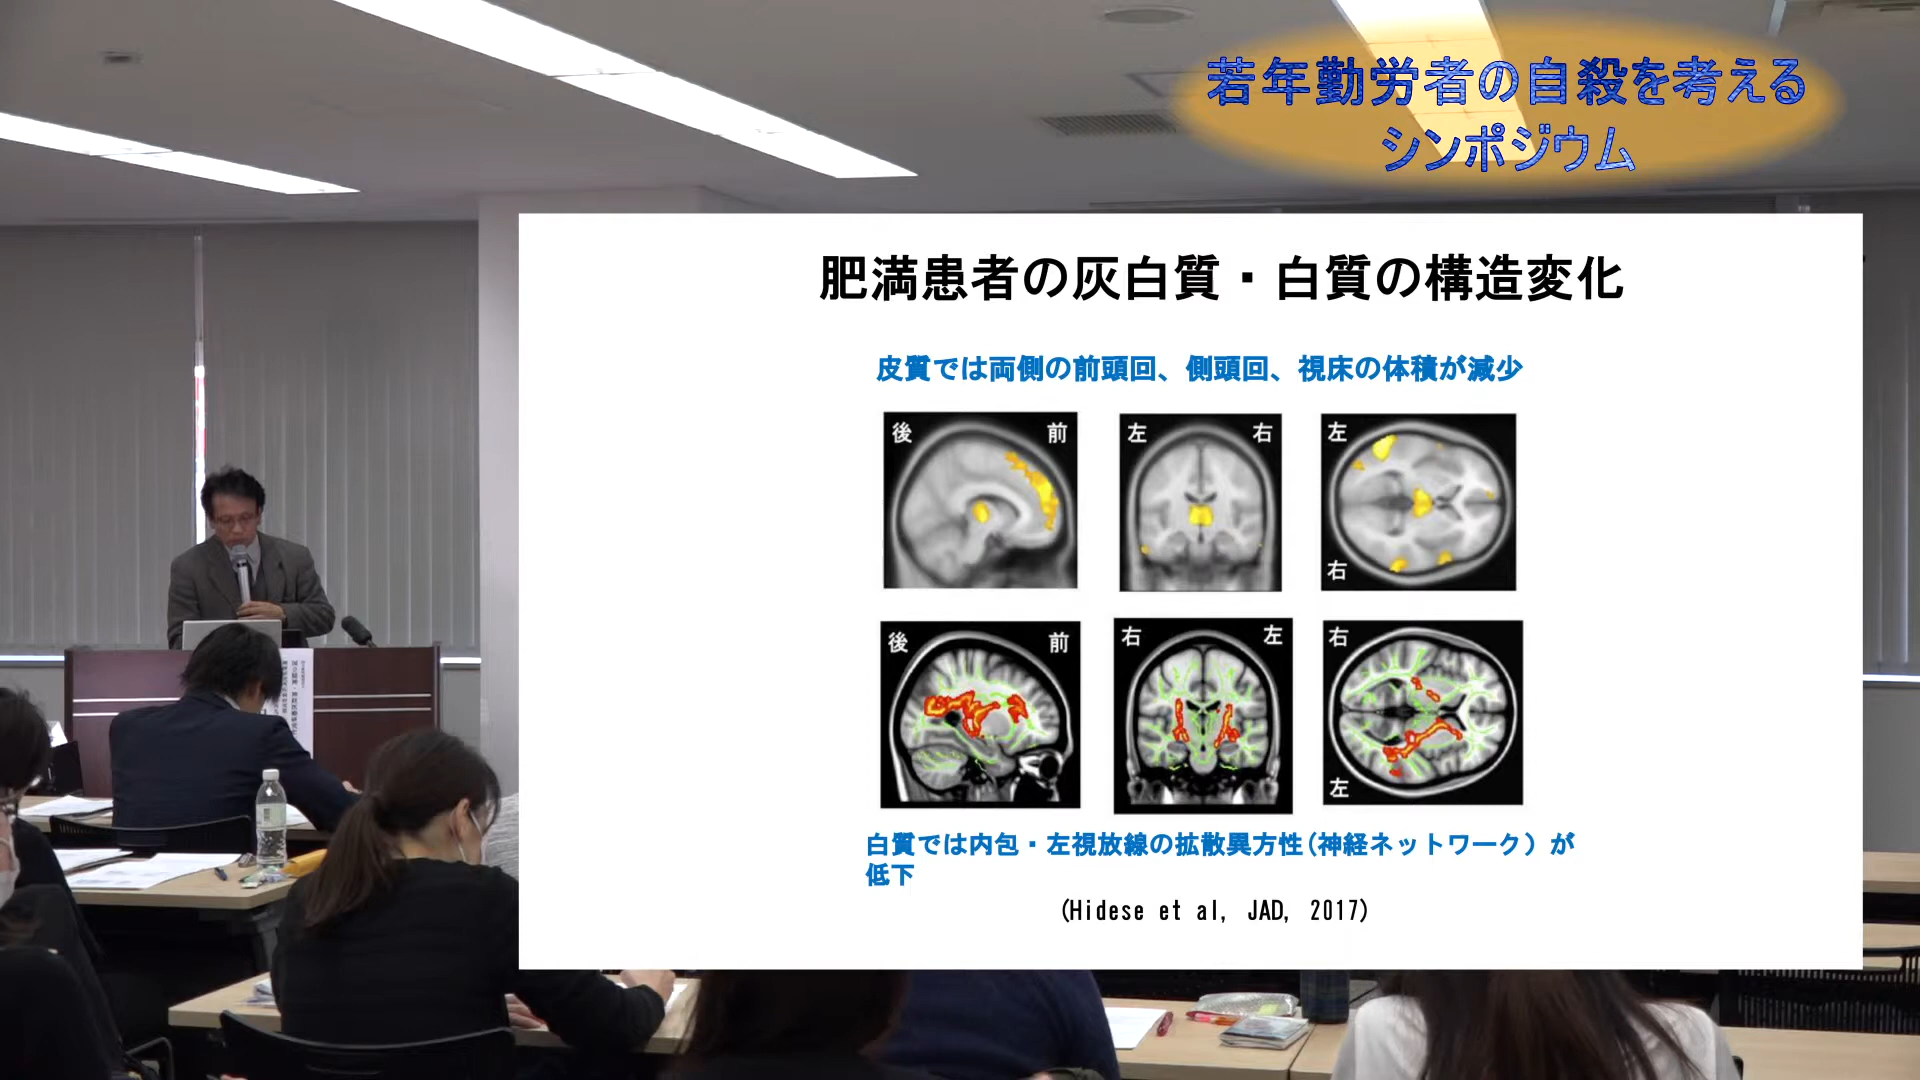 若年勤労者の自殺を考える
シンポジウム
肥満患者の灰白質・白質の構造変化
皮質では両側の前頭回、側頭回、視床の体積が減少
後 前
左 右
左
右
後 前
右 左
右
左
白質では内包・左視放線の拡散異方性(神経ネットワーク）が
低下
(Hidese et al, JAD, 2017)